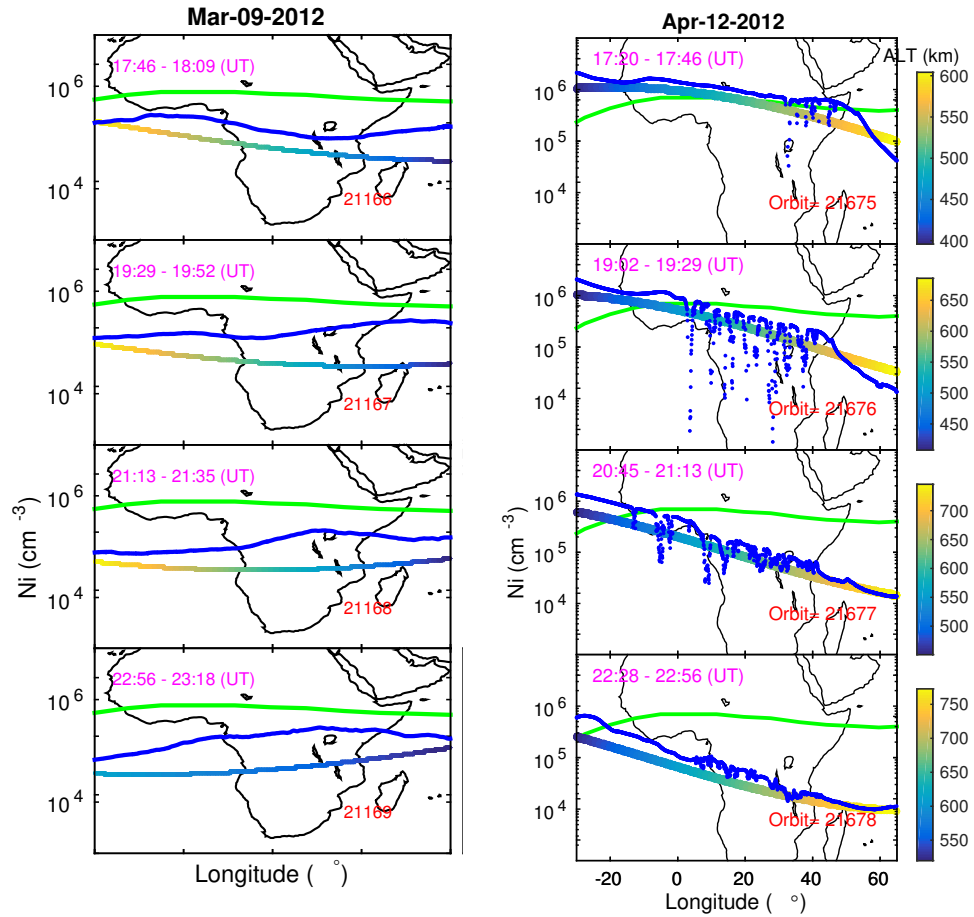 Mar-09-2012
17:46 - 18:09 (UT)
10^6
10^4
21166
19:29 - 19:52 (UT)
10^6
10^4
21167
21:13 - 21:35 (UT)
10^6
10^4
21168
22:56 - 23:18 (UT)
10^6
10^4
21169
Ni (cm^-3)
Longitude ( °)
Apr-12-2012
ALT (km)
17:20 - 17:46 (UT)
10^6
10^5
10^4
Orbit= 21675
600
550
500
450
400
19:02 - 19:29 (UT)
10^6
10^5
10^4
Orbit= 21676
650
600
550
500
450
20:45 - 21:13 (UT)
10^6
10^5
10^4
Orbit= 21677
700
650
600
550
500
450
22:28 - 22:56 (UT)
10^6
10^5
10^4
Orbit= 21678
750
700
650
600
550
Ni (cm^-3)
-20 0 20 40 60
Longitude ( °)